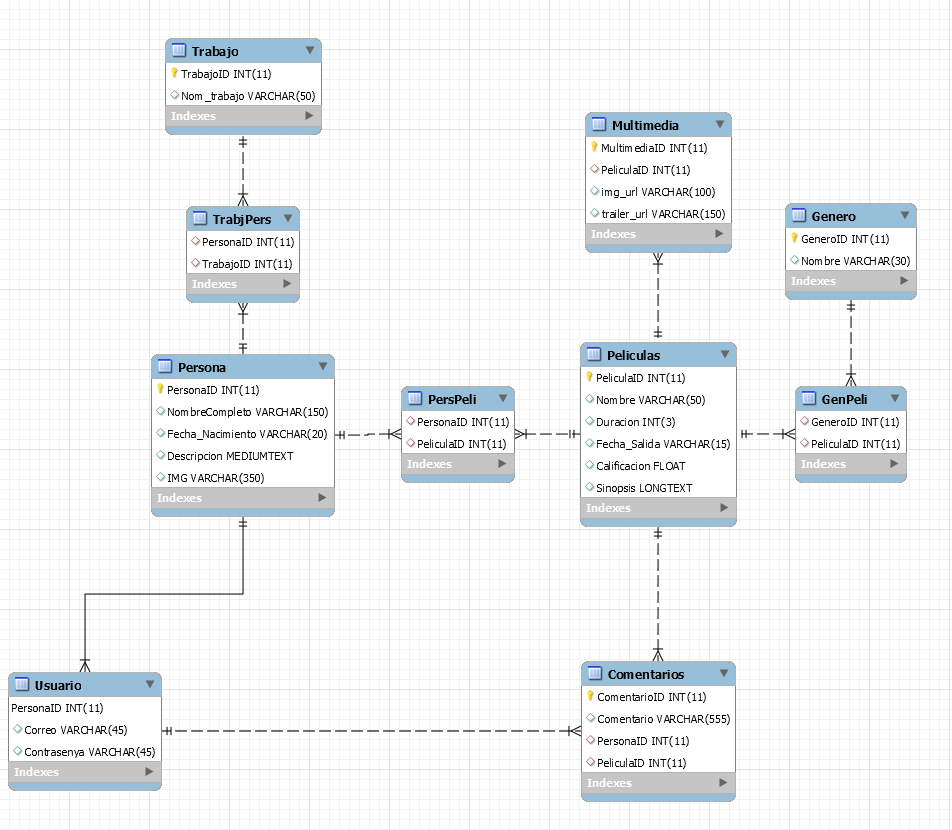 Trabajo
TrabajoID INT(11)
Nom_trabajo VARCHAR(50)
Indexes
TrabjPers
PersonaID INT(11)
TrabajoID INT(11)
Indexes
Persona
PersonaID INT(11)
NombreCompleto VARCHAR(150)
Fecha_Nacimiento VARCHAR(20)
Descripcion MEDIUMTEXT
IMG VARCHAR(350)
Indexes
PersPeli
PersonaID INT(11)
PeliculaID INT(11)
Indexes
Multimedia
MultimediaID INT(11)
PeliculaID INT(11)
img_url VARCHAR(100)
trailer_url VARCHAR(150)
Indexes
Genero
GeneroID INT(11)
Nombre VARCHAR(30)
Indexes
Peliculas
PeliculaID INT(11)
Nombre VARCHAR(50)
Duracion INT(3)
Fecha_Salida VARCHAR(15)
Calificacion FLOAT
Sinopsis LONGTEXT
Indexes
GenPeli
GeneroID INT(11)
PeliculaID INT(11)
Indexes
Usuario
PersonaID INT(11)
Correo VARCHAR(45)
Contrasenya VARCHAR(45)
Indexes
Comentarios
ComentarioID INT(11)
Comentario VARCHAR(555)
PersonaID INT(11)
PeliculaID INT(11)
Indexes